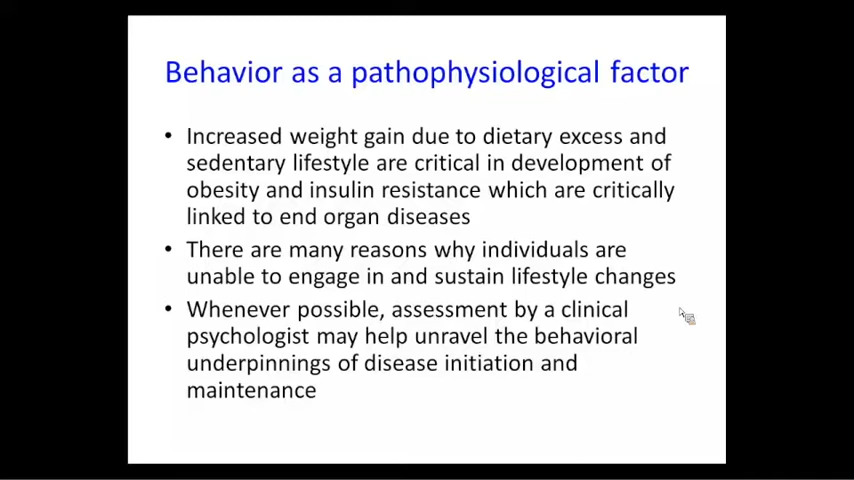 Behavior as a pathophysiological factor
• Increased weight gain due to dietary excess and
sedentary lifestyle are critical in development of
obesity and insulin resistance which are critically
linked to end organ diseases
• There are many reasons why individuals are
unable to engage in and sustain lifestyle changes
• Whenever possible, assessment by a clinical
psychologist may help unravel the behavioral
underpinnings of disease initiation and
maintenance